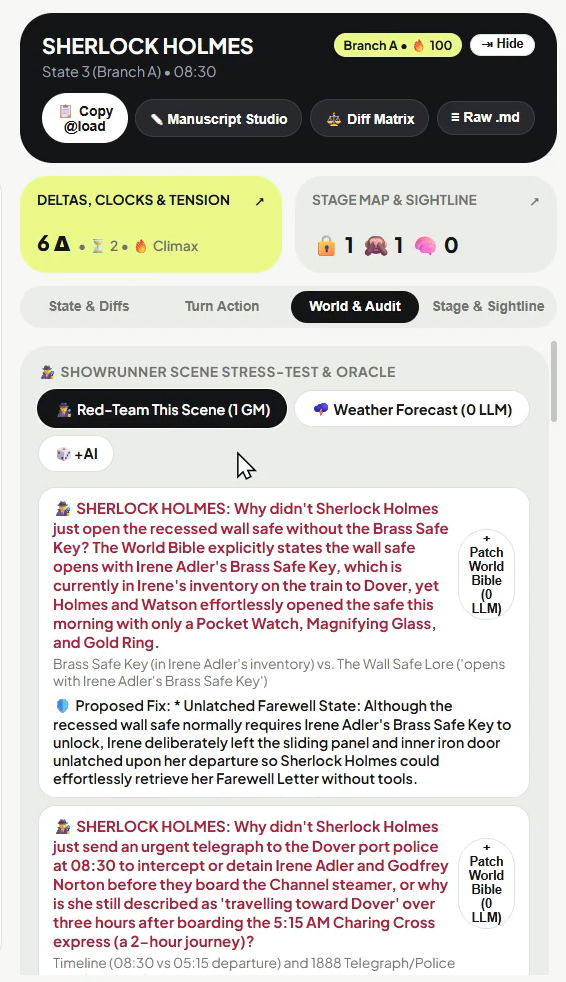 SHERLOCK HOLMES
Branch A • 🔥 100
⇥ Hide
State 3 (Branch A) • 08:30
📋 Copy
@load
✎ Manuscript Studio
⚖️ Diff Matrix
≡ Raw .md
DELTAS, CLOCKS & TENSION ↗
6 Δ • ⏳ 2 • 🔥 Climax
STAGE MAP & SIGHTLINE ↗
🔒 1 🙈 1 🧠 0
State & Diffs
Turn Action
World & Audit
Stage & Sightline
🕵️ SHOWRUNNER SCENE STRESS-TEST & ORACLE
🕵️ Red-Team This Scene (1 GM)
🌩️ Weather Forecast (0 LLM)
🎲 +AI
🕵️ SHERLOCK HOLMES: Why didn't Sherlock Holmes
just open the recessed wall safe without the Brass Safe
Key? The World Bible explicitly states the wall safe
opens with Irene Adler's Brass Safe Key, which is
currently in Irene's inventory on the train to Dover, yet
Holmes and Watson effortlessly opened the safe this
morning with only a Pocket Watch, Magnifying Glass,
and Gold Ring.
+
Patch
World
Bible
(0
LLM)
Brass Safe Key (in Irene Adler's inventory) vs. The Wall Safe Lore ('opens
with Irene Adler's Brass Safe Key')
🛡️ Proposed Fix: * Unlatched Farewell State: Although the
recessed wall safe normally requires Irene Adler's Brass Safe Key to
unlock, Irene deliberately left the sliding panel and inner iron door
unlatched upon her departure so Sherlock Holmes could
effortlessly retrieve her Farewell Letter without tools.
🕵️ SHERLOCK HOLMES: Why didn't Sherlock Holmes
just send an urgent telegraph to the Dover port police
at 08:30 to intercept or detain Irene Adler and Godfrey
Norton before they board the Channel steamer, or why
is she still described as 'travelling toward Dover' over
three hours after boarding the 5:15 AM Charing Cross
express (a 2-hour journey)?
+
Patch
World
Bible
(0
LLM)
Timeline (08:30 vs 05:15 departure) and 1888 Telegraph/Police